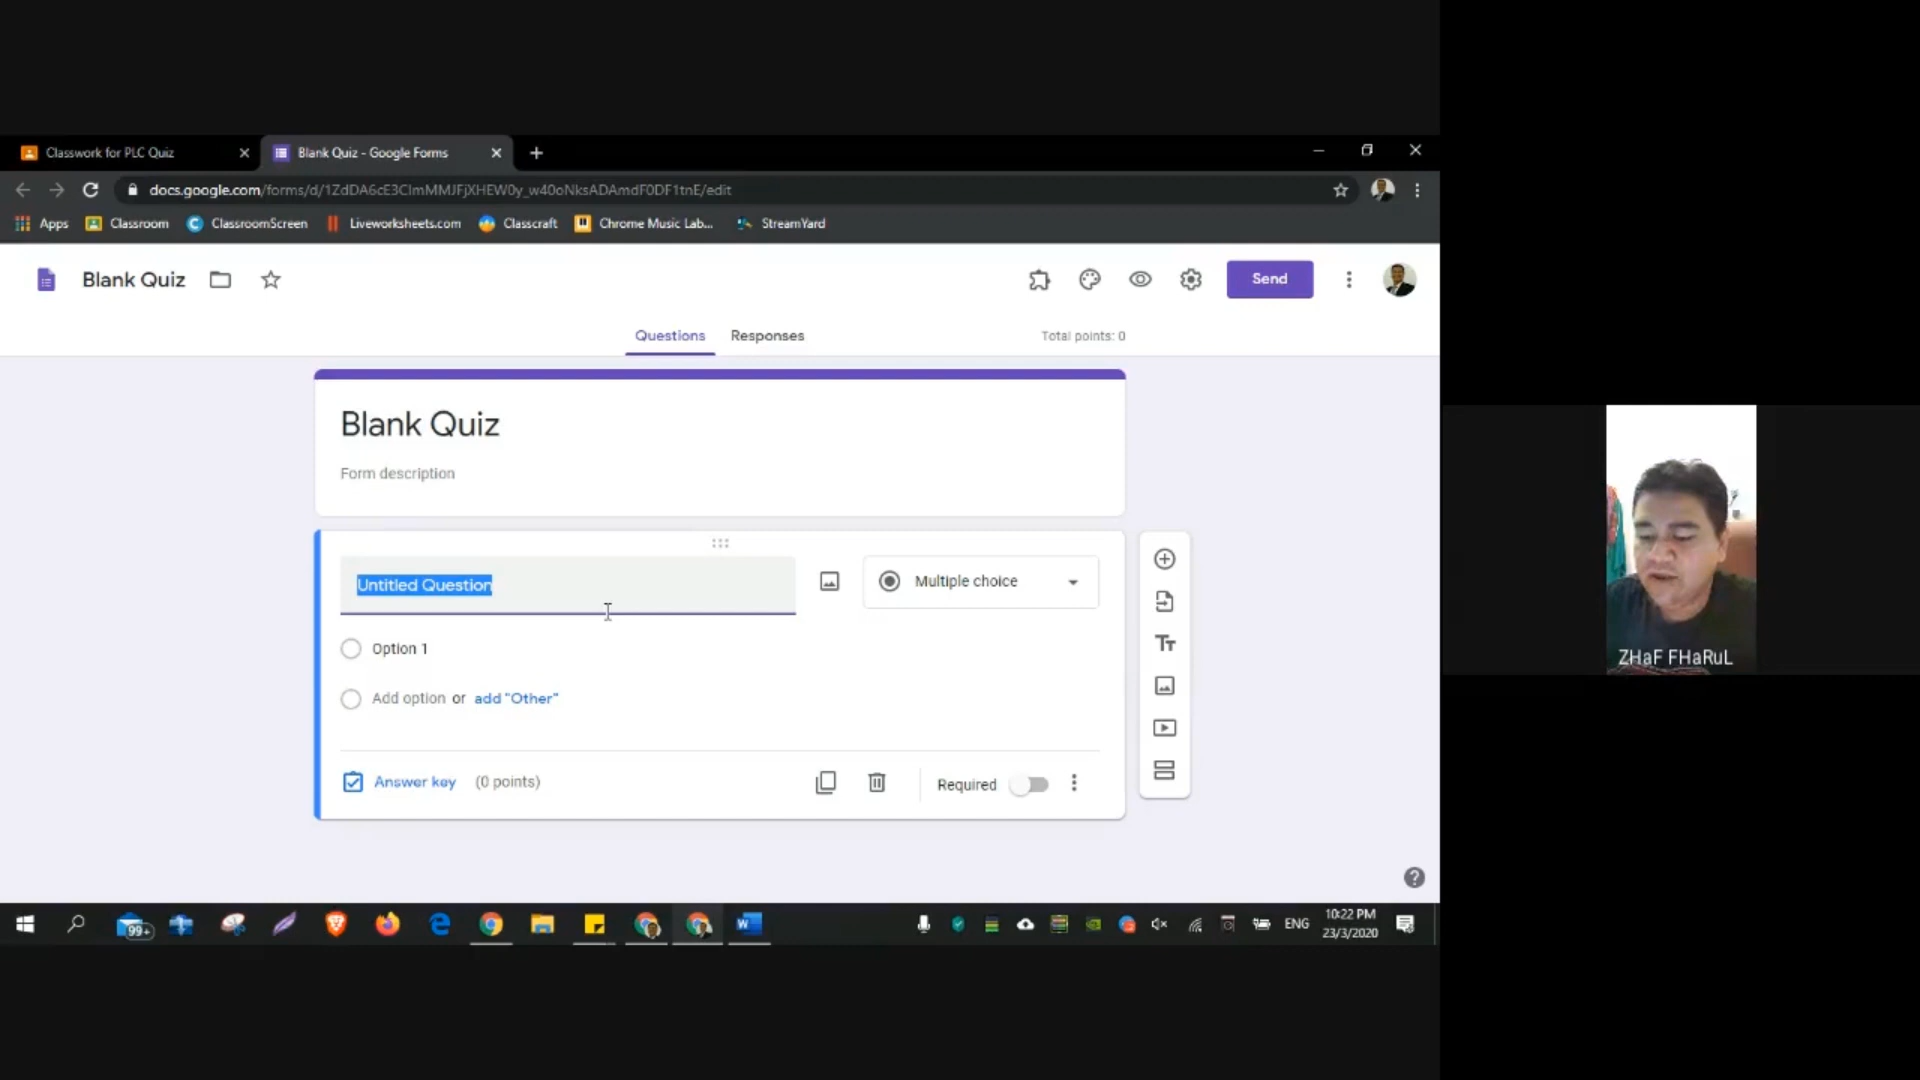 Classwork for PLC Quiz
Blank Quiz - Google Forms
docs.google.com/forms/d/1ZdDA6cE3ClmMMJFjXHEW0y_w40oNksADAmdF0DF1tnE/edit
Apps Classroom ClassroomScreen Liveworksheets.com Classcraft Chrome Music Lab... StreamYard
Blank Quiz
Send
Questions Responses Total points: 0
Blank Quiz
Form description
Untitled Question
Multiple choice
Option 1
Add option or add "Other"
Answer key (0 points)
Required
ZHaF FHaRuL
99+
ENG
10:22 PM
23/3/2020